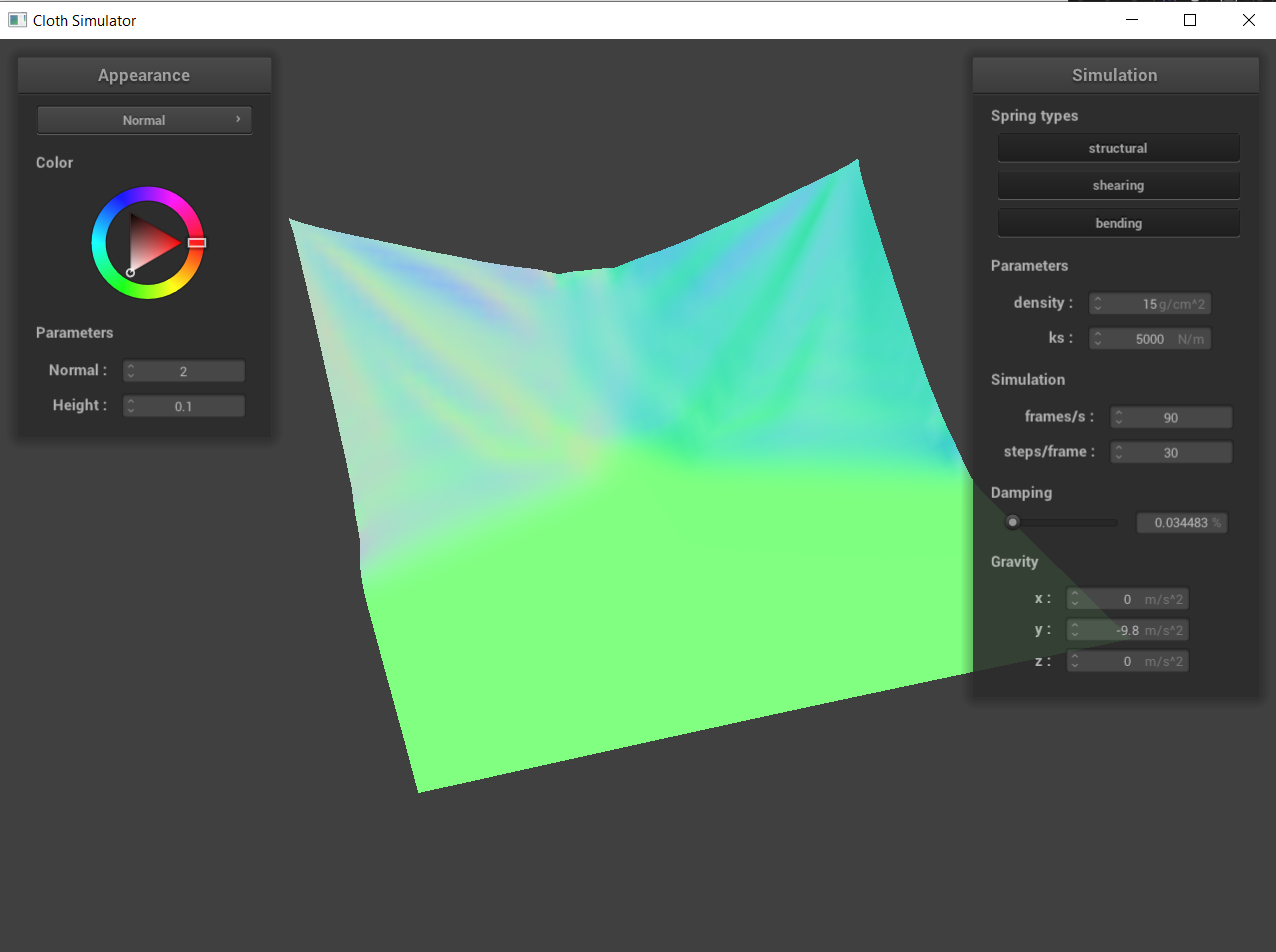 Cloth Simulator
Appearance
Normal
Color
Parameters
Normal : 2
Height : 0.1
Simulation
Spring types
structural
shearing
bending
Parameters
density : 15 g/cm^2
ks : 5000 N/m
Simulation
frames/s : 90
steps/frame : 30
Damping
0.034483 %
Gravity
x : 0 m/s^2
y : -9.8 m/s^2
z : 0 m/s^2